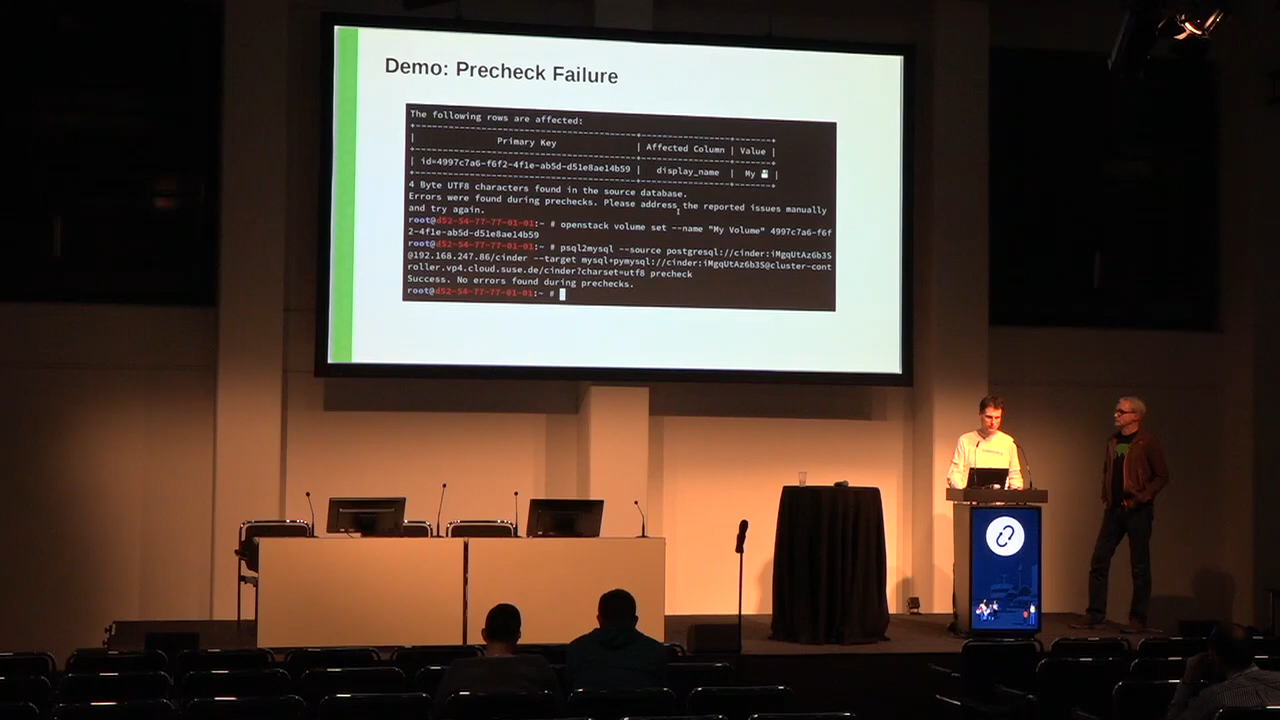 Demo: Precheck Failure
The following rows are affected:
+----------------------------------------+-----------------+-------+
| Primary Key | Affected Column | Value |
+----------------------------------------+-----------------+-------+
| id=4997c7a6-f6f2-4f1e-ab5d-d51e8ae14b59 | display_name | My 💾 |
+----------------------------------------+-----------------+-------+
4 Byte UTF8 characters found in the source database.
Errors were found during prechecks. Please address the reported issues manually
and try again.
root@d52-54-77-77-01-01:~ # openstack volume set --name "My Volume" 4997c7a6-f6f
2-4f1e-ab5d-d51e8ae14b59
root@d52-54-77-77-01-01:~ # psql2mysql --source postgresql://cinder:iMgqUtAz6b3S
@192.168.247.86/cinder --target mysql+pymysql://cinder:iMgqUtAz6b3S@cluster-cont
roller.vp4.cloud.suse.de/cinder?charset=utf8 precheck
Success. No errors found during prechecks.
root@d52-54-77-77-01-01:~ #